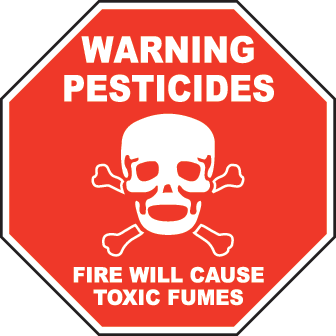 WARNING
PESTICIDES
FIRE WILL CAUSE
TOXIC FUMES